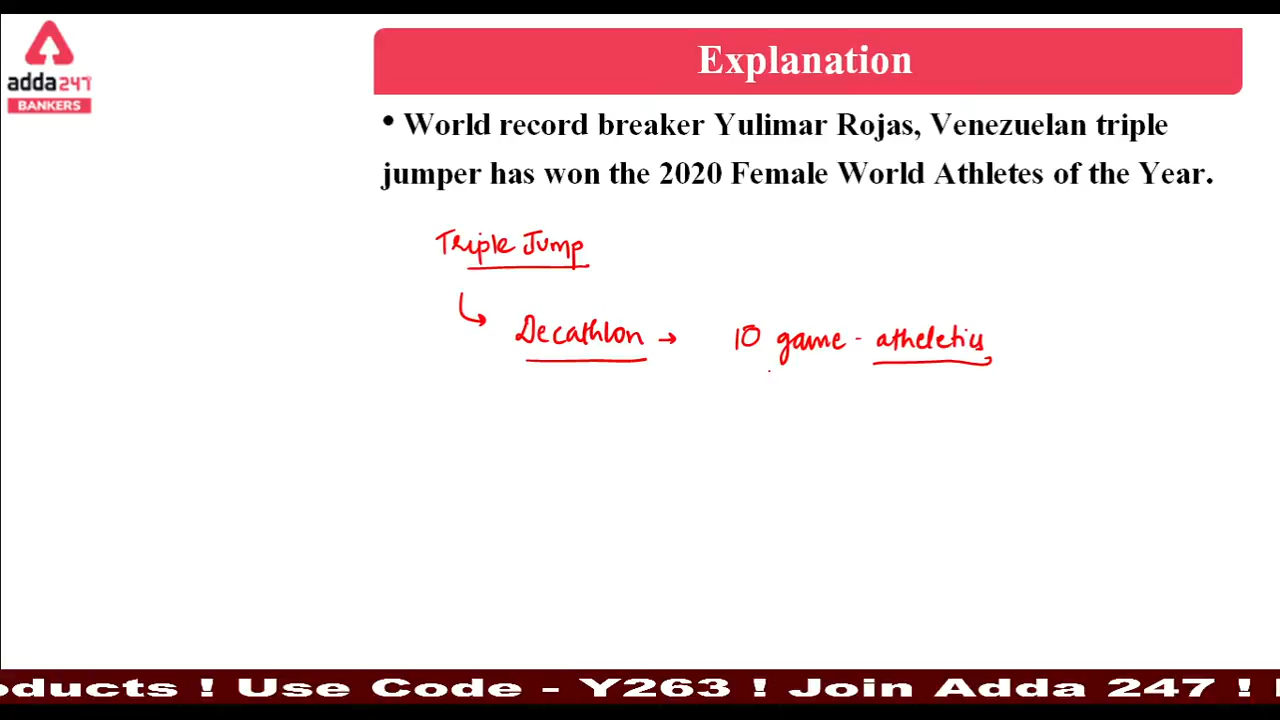 adda247
BANKERS
Explanation
• World record breaker Yulimar Rojas, Venezuelan triple
jumper has won the 2020 Female World Athletes of the Year.
Triple Jump
↳ Decathlon → 10 game - atheletics
oducts ! Use Code - Y263 ! Join Adda 247 !